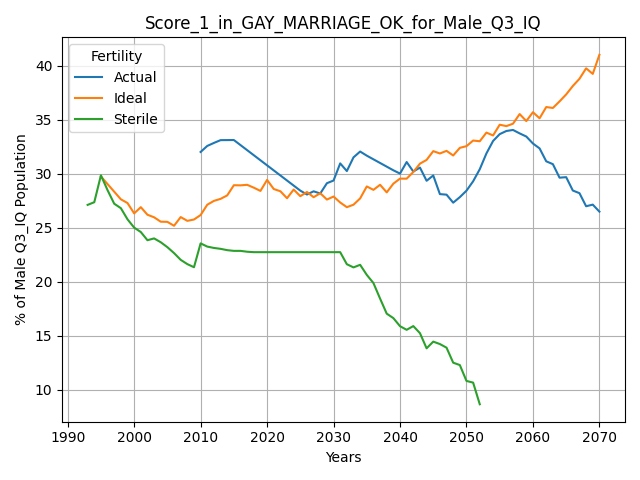 Score_1_in_GAY_MARRIAGE_OK_for_Male_Q3_IQ
Fertility
Actual
Ideal
Sterile
% of Male Q3_IQ Population
40
35
30
25
20
15
10
1990 2000 2010 2020 2030 2040 2050 2060 2070
Years